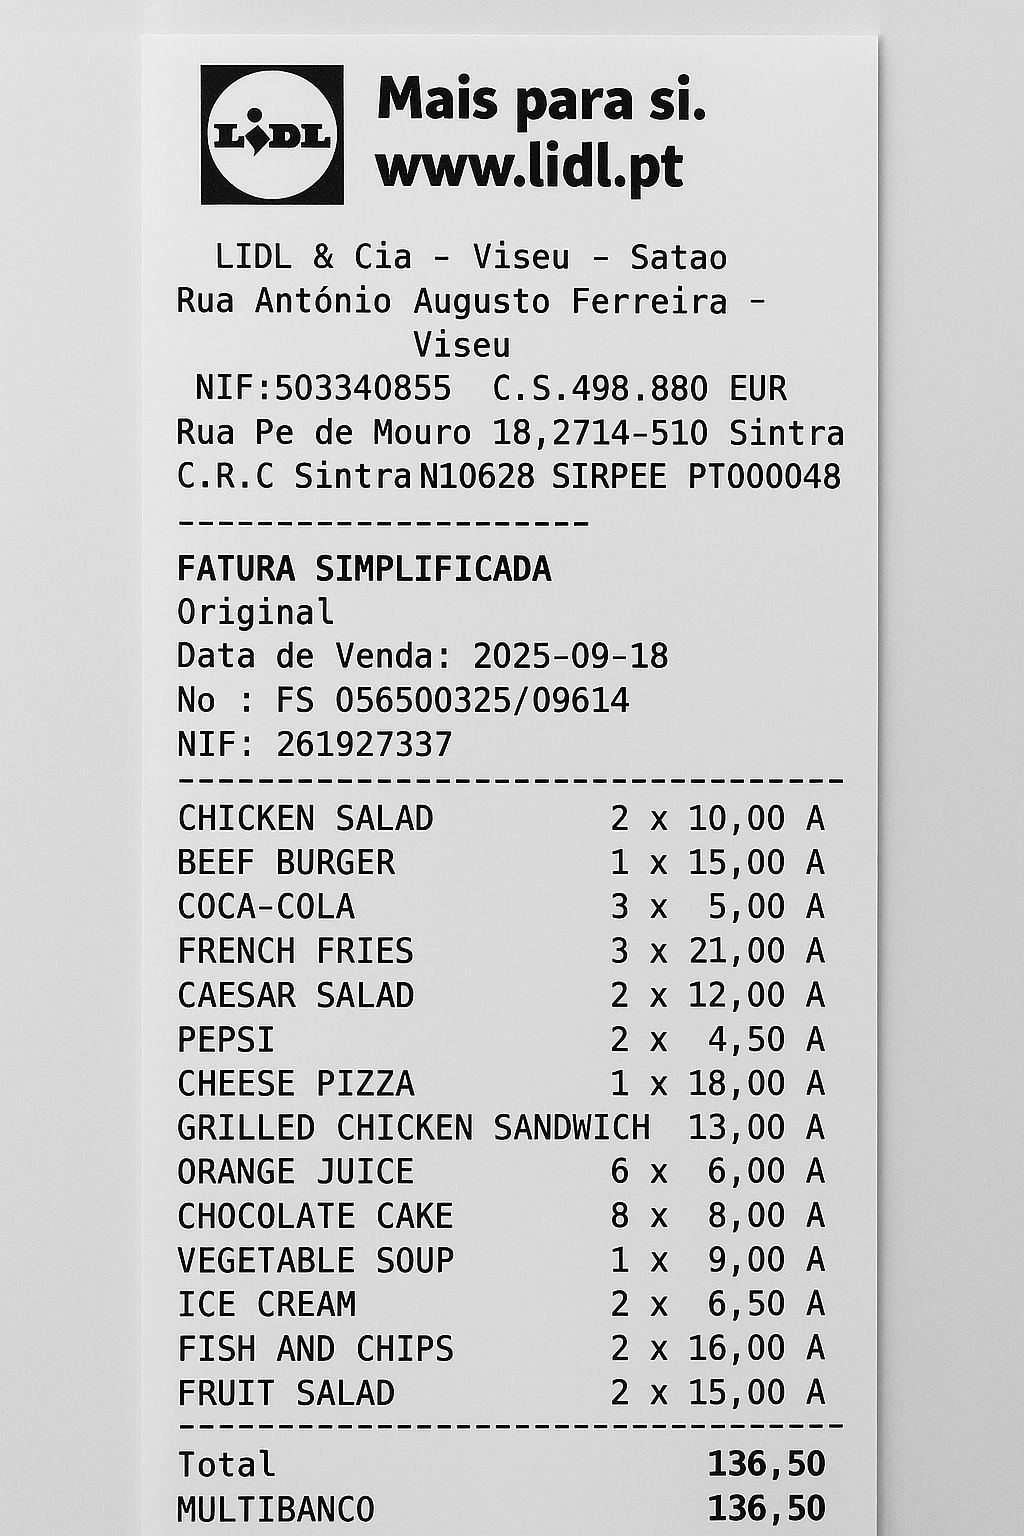 LIDL
Mais para si.
www.lidl.pt
LIDL & Cia - Viseu - Satao
Rua António Augusto Ferreira -
Viseu
NIF:503340855 C.S.498.880 EUR
Rua Pe de Mouro 18,2714-510 Sintra
C.R.C Sintra N10628 SIRPEE PT000048
---------------------
FATURA SIMPLIFICADA
Original
Data de Venda: 2025-09-18
No : FS 056500325/09614
NIF: 261927337
----------------------------------
CHICKEN SALAD 2 x 10,00 A
BEEF BURGER 1 x 15,00 A
COCA-COLA 3 x 5,00 A
FRENCH FRIES 3 x 21,00 A
CAESAR SALAD 2 x 12,00 A
PEPSI 2 x 4,50 A
CHEESE PIZZA 1 x 18,00 A
GRILLED CHICKEN SANDWICH 13,00 A
ORANGE JUICE 6 x 6,00 A
CHOCOLATE CAKE 8 x 8,00 A
VEGETABLE SOUP 1 x 9,00 A
ICE CREAM 2 x 6,50 A
FISH AND CHIPS 2 x 16,00 A
FRUIT SALAD 2 x 15,00 A
----------------------------------
Total 136,50
MULTIBANCO 136,50